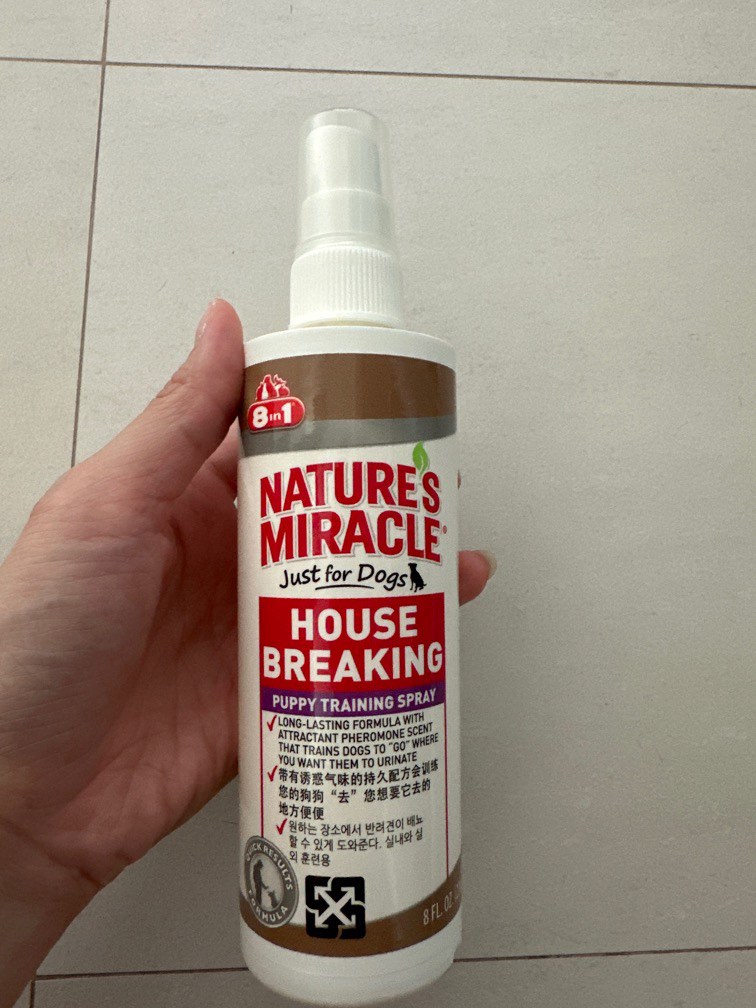 8in1
NATURE'S
MIRACLE®
Just for Dogs
HOUSE
BREAKING
PUPPY TRAINING SPRAY
LONG-LASTING FORMULA WITH
ATTRACTANT PHEROMONE SCENT
THAT TRAINS DOGS TO "GO" WHERE
YOU WANT THEM TO URINATE
带有诱惑气味的持久配方会训练
您的狗狗“去”您想要它去的
地方方便
원하는 장소에서 반려견이 배뇨
할 수 있게 도와준다. 실내와 실
외 훈련용
QUICK RESULTS
FORMULA
8 FL. OZ.